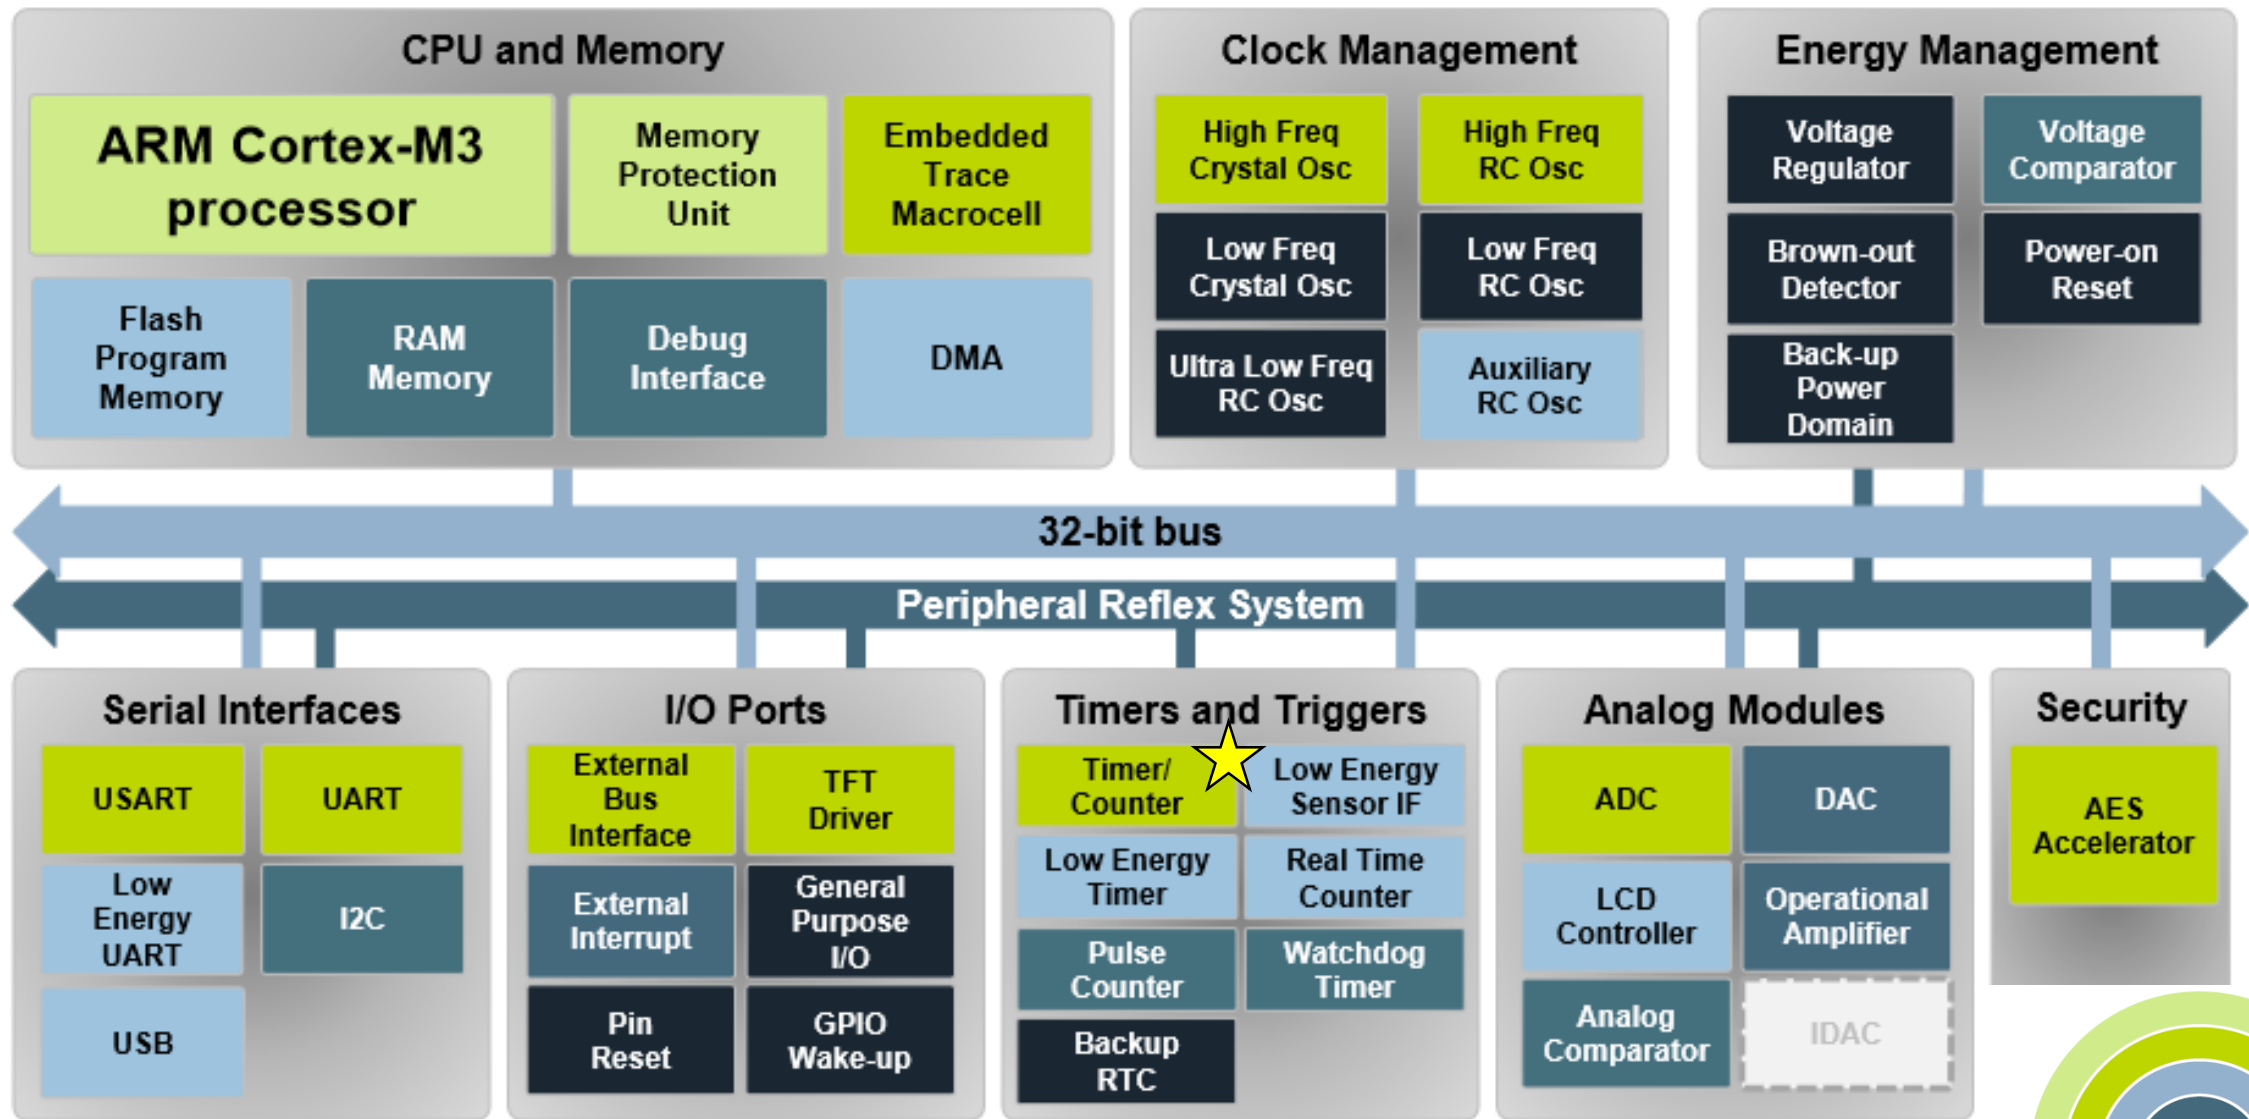 CPU and Memory
ARM Cortex-M3
processor
Memory
Protection
Unit
Embedded
Trace
Macrocell
Flash
Program
Memory
RAM
Memory
Debug
Interface
DMA
Clock Management
High Freq
Crystal Osc
High Freq
RC Osc
Low Freq
Crystal Osc
Low Freq
RC Osc
Ultra Low Freq
RC Osc
Auxiliary
RC Osc
Energy Management
Voltage
Regulator
Voltage
Comparator
Brown-out
Detector
Power-on
Reset
Back-up
Power
Domain
32-bit bus
Peripheral Reflex System
Serial Interfaces
USART
UART
Low
Energy
UART
I2C
USB
I/O Ports
External
Bus
Interface
TFT
Driver
External
Interrupt
General
Purpose
I/O
Pin
Reset
GPIO
Wake-up
Timers and Triggers
Timer/
Counter
Low Energy
Sensor IF
Low Energy
Timer
Real Time
Counter
Pulse
Counter
Watchdog
Timer
Backup
RTC
Analog Modules
ADC
DAC
LCD
Controller
Operational
Amplifier
Analog
Comparator
IDAC
Security
AES
Accelerator